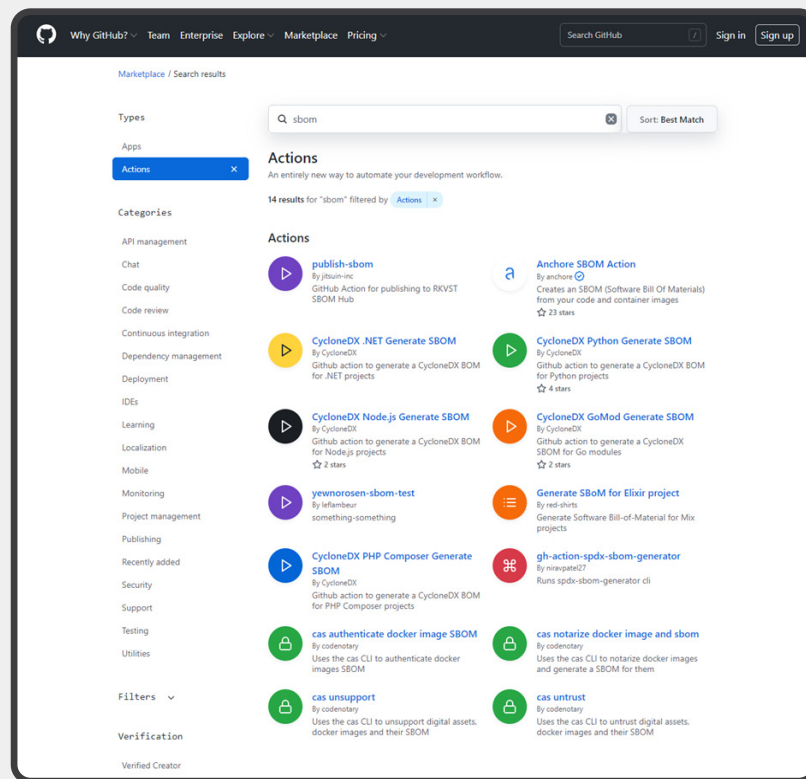 Why GitHub? Team Enterprise Explore Marketplace Pricing Search GitHub / Sign in Sign up
Marketplace / Search results
Types
Apps
Actions ×
Categories
API management
Chat
Code quality
Code review
Continuous integration
Dependency management
Deployment
IDEs
Learning
Localization
Mobile
Monitoring
Project management
Publishing
Recently added
Security
Support
Testing
Utilities
Filters
Verification
Verified Creator
sbom
Sort: Best Match
Actions
An entirely new way to automate your development workflow.
14 results for "sbom" filtered by Actions ×
Actions
publish-sbom
By jitsuin-inc
GitHub Action for publishing to RKVST
SBOM Hub
a
Anchore SBOM Action
By anchore
Creates an SBOM (Software Bill Of Materials)
from your code and container images
23 stars
CycloneDX .NET Generate SBOM
By CycloneDX
Github action to generate a CycloneDX BOM
for .NET projects
CycloneDX Python Generate SBOM
By CycloneDX
Github action to generate a CycloneDX BOM
for Python projects
4 stars
CycloneDX Node.js Generate SBOM
By CycloneDX
Github action to generate a CycloneDX BOM
for Node.js projects
2 stars
CycloneDX GoMod Generate SBOM
By CycloneDX
Github action to generate a CycloneDX
SBOM for Go modules
2 stars
yewnorosen-sbom-test
By leflambeur
something-something
Generate SBoM for Elixir project
By red-shirts
Generate Software Bill-of-Material for Mix
projects
CycloneDX PHP Composer Generate
SBOM
By CycloneDX
Github action to generate a CycloneDX BOM
for PHP Composer projects
gh-action-spdx-sbom-generator
By niravpatel27
Runs spdx-sbom-generator cli
cas authenticate docker image SBOM
By codenotary
Uses the cas CLI to authenticate docker
images SBOM
cas notarize docker image and sbom
By codenotary
Uses the cas CLI to notarize docker images
and generate a SBOM for them
cas unsupport
By codenotary
Uses the cas CLI to unsupport digital assets,
docker images and their SBOM
cas untrust
By codenotary
Uses the cas CLI to untrust digital assets,
docker images and their SBOM